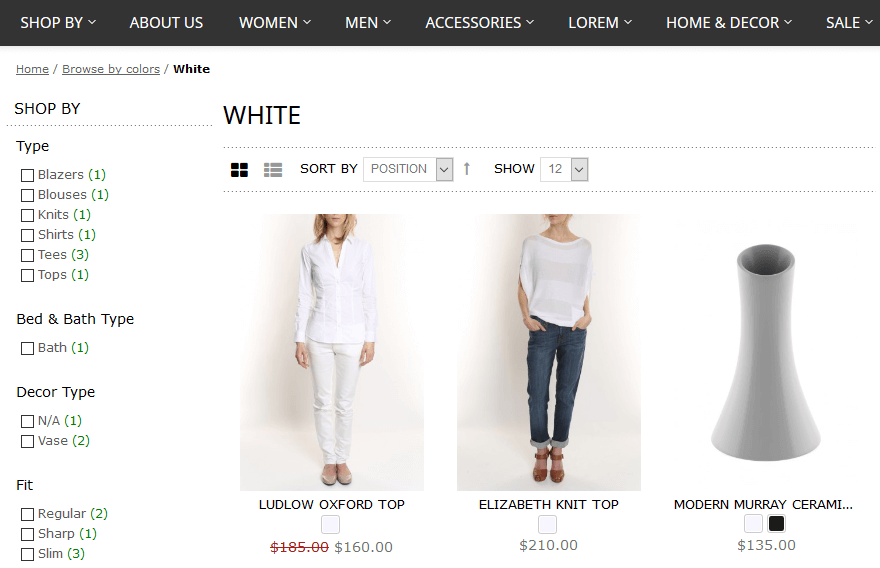 SHOP BY ABOUT US WOMEN MEN ACCESSORIES LOREM HOME & DECOR SALE
Home / Browse by colors / White
SHOP BY
Type
Blazers (1)
Blouses (1)
Knits (1)
Shirts (1)
Tees (3)
Tops (1)
Bed & Bath Type
Bath (1)
Decor Type
N/A (1)
Vase (2)
Fit
Regular (2)
Sharp (1)
Slim (3)
WHITE
SORT BY POSITION SHOW 12
LUDLOW OXFORD TOP
$185.00 $160.00
ELIZABETH KNIT TOP
$210.00
MODERN MURRAY CERAMI...
$135.00